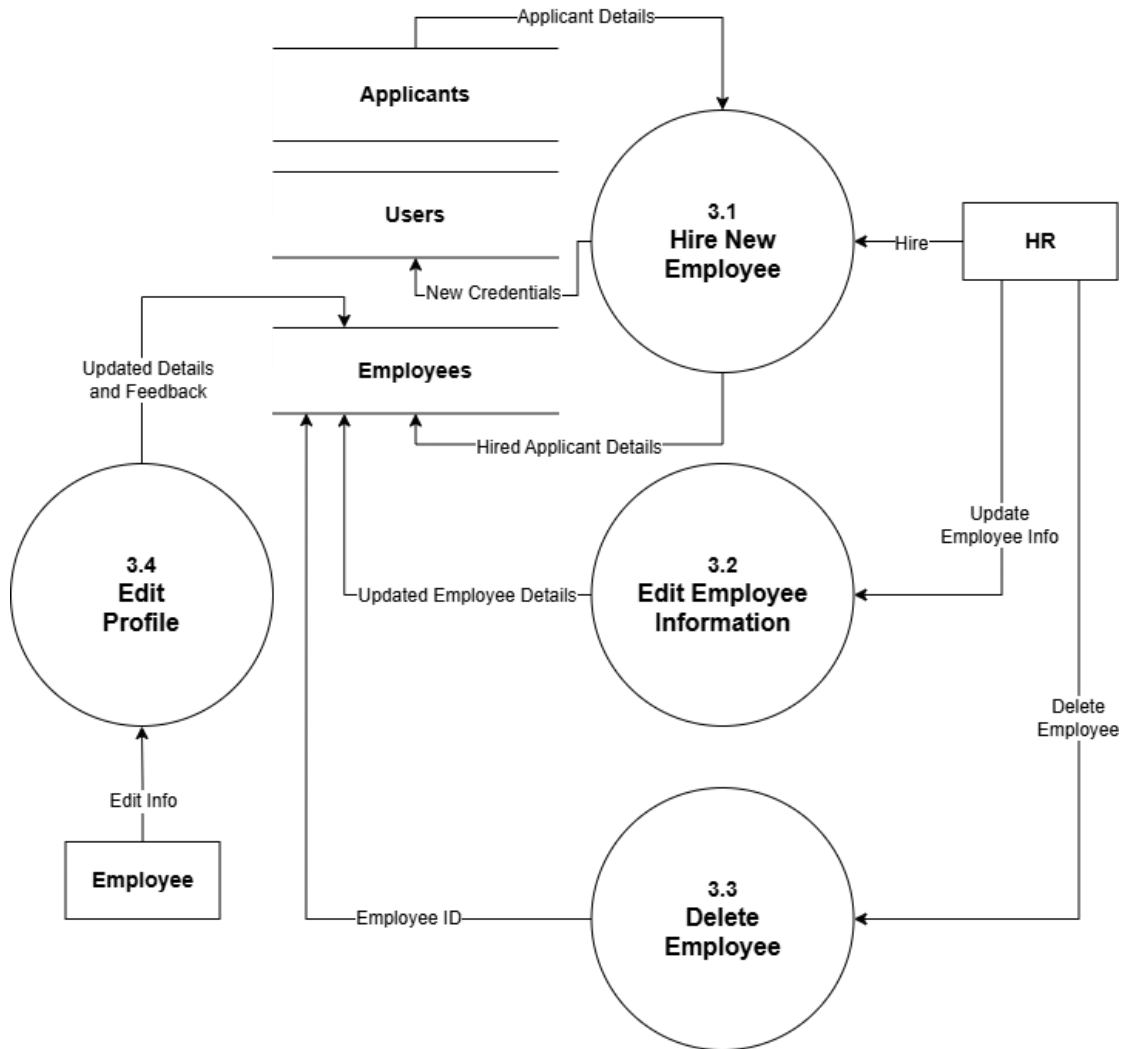 Applicant Details
Applicants
Users
3.1
Hire New
Employee
Hire
HR
New Credentials
Employees
Updated Details
and Feedback
Hired Applicant Details
Update
Employee Info
3.4
Edit
Profile
Updated Employee Details
3.2
Edit Employee
Information
Delete
Employee
Edit Info
Employee
Employee ID
3.3
Delete
Employee